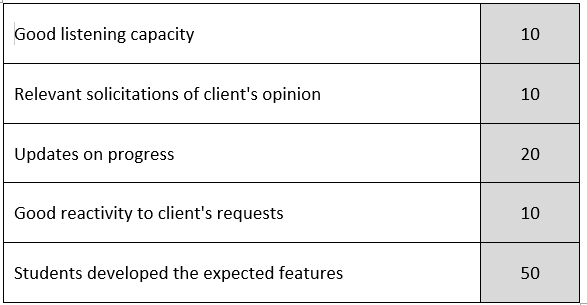 Good listening capacity 10
Relevant solicitations of client's opinion 10
Updates on progress 20
Good reactivity to client's requests 10
Students developed the expected features 50